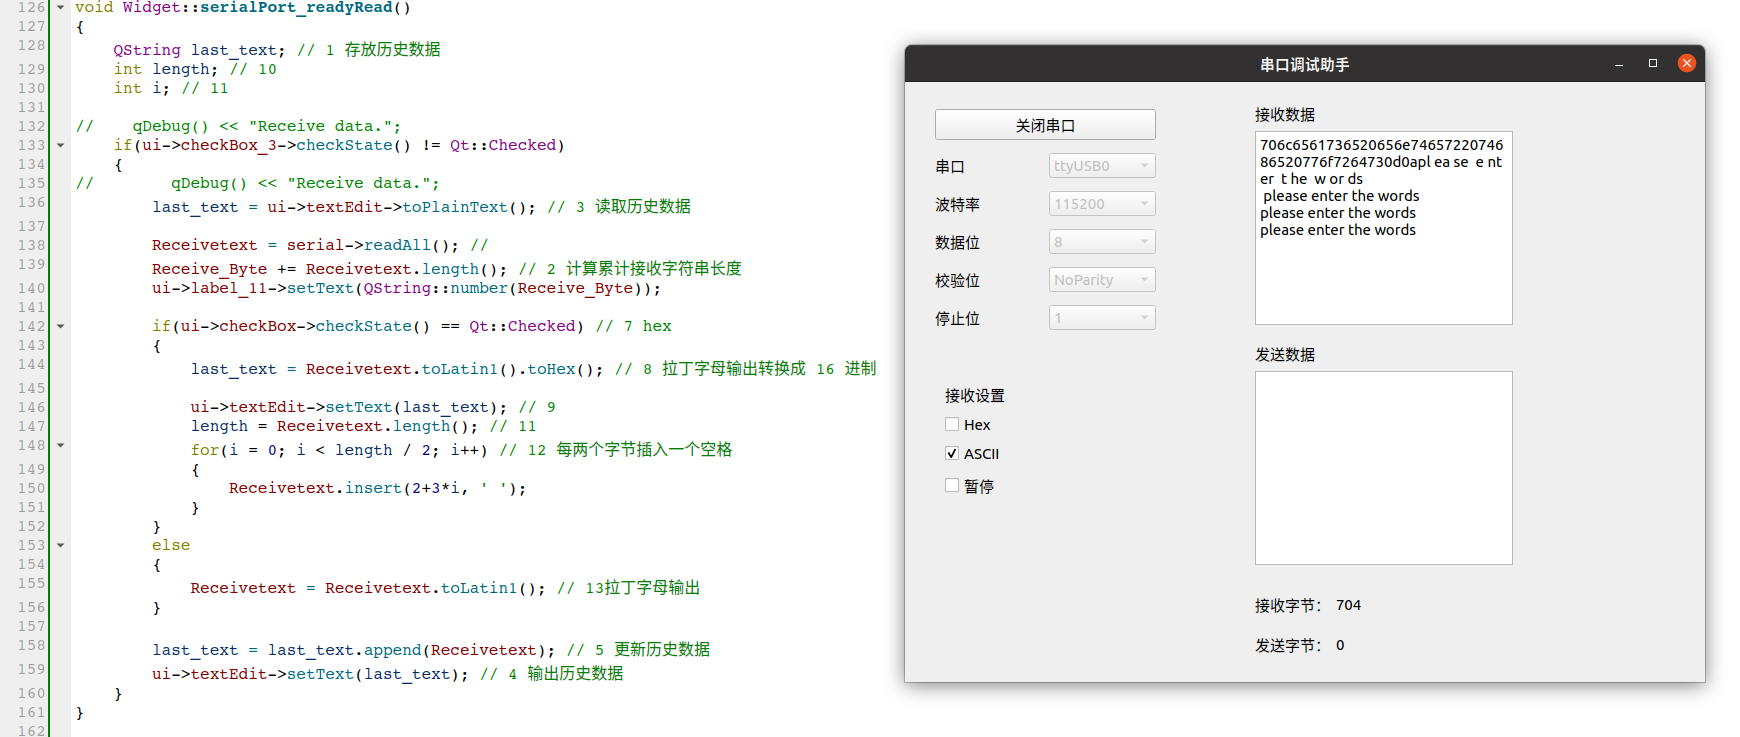 126 void Widget::serialPort_readyRead()
127 {
128     QString last_text; // 1 存放历史数据
129     int length; // 10
130     int i; // 11
131
132 //    qDebug() << "Receive data.";
133     if(ui->checkBox_3->checkState() != Qt::Checked)
134     {
135 //        qDebug() << "Receive data.";
136         last_text = ui->textEdit->toPlainText(); // 3 读取历史数据
137
138         Receivetext = serial->readAll(); //
139         Receive_Byte += Receivetext.length(); // 2 计算累计接收字符串长度
140         ui->label_11->setText(QString::number(Receive_Byte));
141
142         if(ui->checkBox->checkState() == Qt::Checked) // 7 hex
143         {
144             last_text = Receivetext.toLatin1().toHex(); // 8 拉丁字母输出转换成 16 进制
145
146             ui->textEdit->setText(last_text); // 9
147             length = Receivetext.length(); // 11
148             for(i = 0; i < length / 2; i++) // 12 每两个字节插入一个空格
149             {
150                 Receivetext.insert(2+3*i, ' ');
151             }
152         }
153         else
154         {
155             Receivetext = Receivetext.toLatin1(); // 13拉丁字母输出
156         }
157
158         last_text = last_text.append(Receivetext); // 5 更新历史数据
159         ui->textEdit->setText(last_text); // 4 输出历史数据
160     }
161 }
162
串口调试助手
关闭串口
串口 ttyUSB0
波特率 115200
数据位 8
校验位 NoParity
停止位 1
接收设置
Hex
ASCII
暂停
接收数据
706c6561736520656e74657220746
86520776f7264730d0apl ea se  e nt
er  t he  w or ds
please enter the words
please enter the words
please enter the words
发送数据
接收字节： 704
发送字节： 0